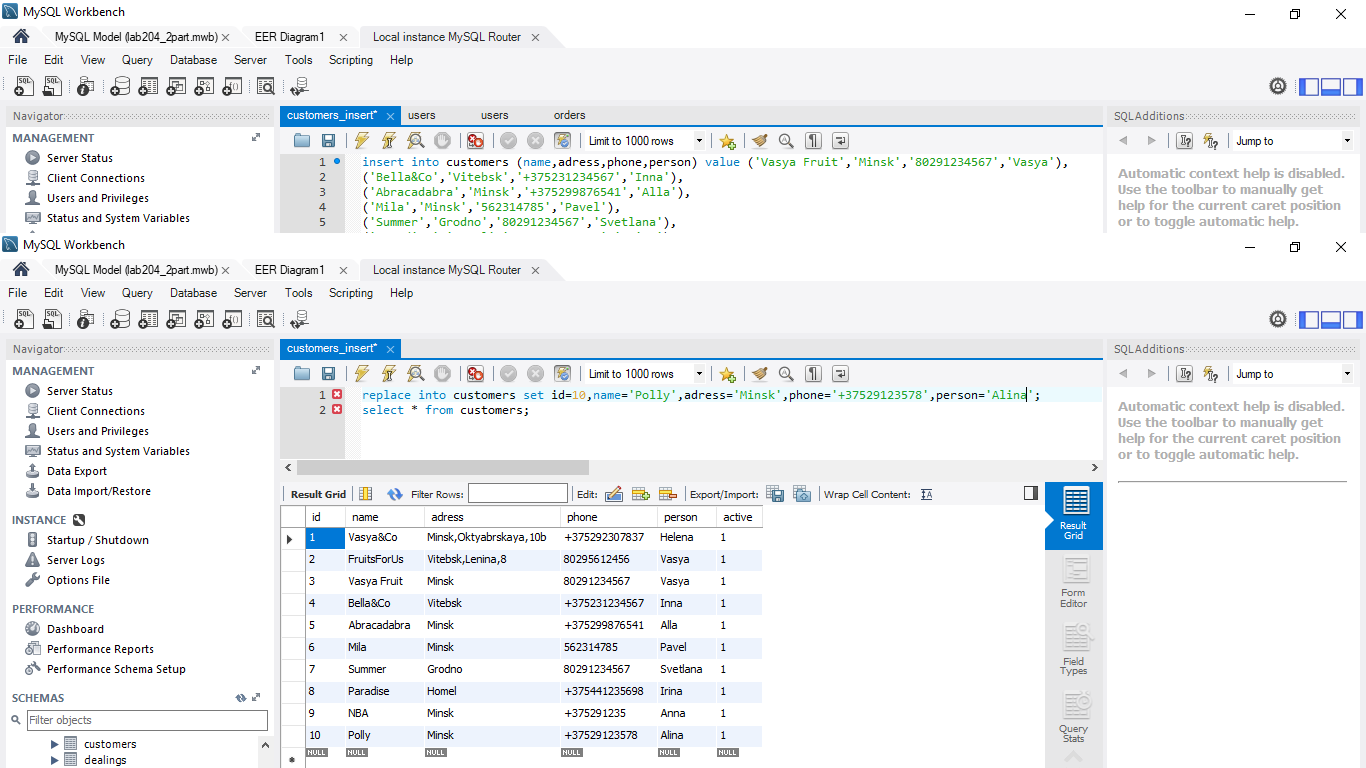 MySQL Workbench
MySQL Model (lab204_2part.mwb) EER Diagram1 Local instance MySQL Router
File Edit View Query Database Server Tools Scripting Help
Navigator
customers_insert* users users orders
SQLAdditions
MANAGEMENT
Server Status
Client Connections
Users and Privileges
Status and System Variables
Limit to 1000 rows
Jump to
1 insert into customers (name,adress,phone,person) value ('Vasya Fruit','Minsk','80291234567','Vasya'),
2 ('Bella&Co','Vitebsk','+375231234567','Inna'),
3 ('Abracadabra','Minsk','+375299876541','Alla'),
4 ('Mila','Minsk','562314785','Pavel'),
5 ('Summer','Grodno','80291234567','Svetlana'),
Automatic context help is disabled.
Use the toolbar to manually get
help for the current caret position
or to toggle automatic help.
MySQL Workbench
MySQL Model (lab204_2part.mwb) EER Diagram1 Local instance MySQL Router
File Edit View Query Database Server Tools Scripting Help
Navigator
customers_insert*
SQLAdditions
MANAGEMENT
Server Status
Client Connections
Users and Privileges
Status and System Variables
Data Export
Data Import/Restore
INSTANCE
Startup / Shutdown
Server Logs
Options File
PERFORMANCE
Dashboard
Performance Reports
Performance Schema Setup
SCHEMAS
Filter objects
customers
dealings
Limit to 1000 rows
Jump to
1 replace into customers set id=10,name='Polly',adress='Minsk',phone='+37529123578',person='Alina';
2 select * from customers;
Automatic context help is disabled.
Use the toolbar to manually get
help for the current caret position
or to toggle automatic help.
Result Grid Filter Rows: Edit: Export/Import: Wrap Cell Content:
id name adress phone person active
1 Vasya&Co Minsk,Oktyabrskaya,10b +375292307837 Helena 1
2 FruitsForUs Vitebsk,Lenina,8 80295612456 Vasya 1
3 Vasya Fruit Minsk 80291234567 Vasya 1
4 Bella&Co Vitebsk +375231234567 Inna 1
5 Abracadabra Minsk +375299876541 Alla 1
6 Mila Minsk 562314785 Pavel 1
7 Summer Grodno 80291234567 Svetlana 1
8 Paradise Homel +375441235698 Irina 1
9 NBA Minsk +375291235 Anna 1
10 Polly Minsk +37529123578 Alina 1
NULL NULL NULL NULL NULL NULL
Result
Grid
Form
Editor
Field
Types
Query
Stats